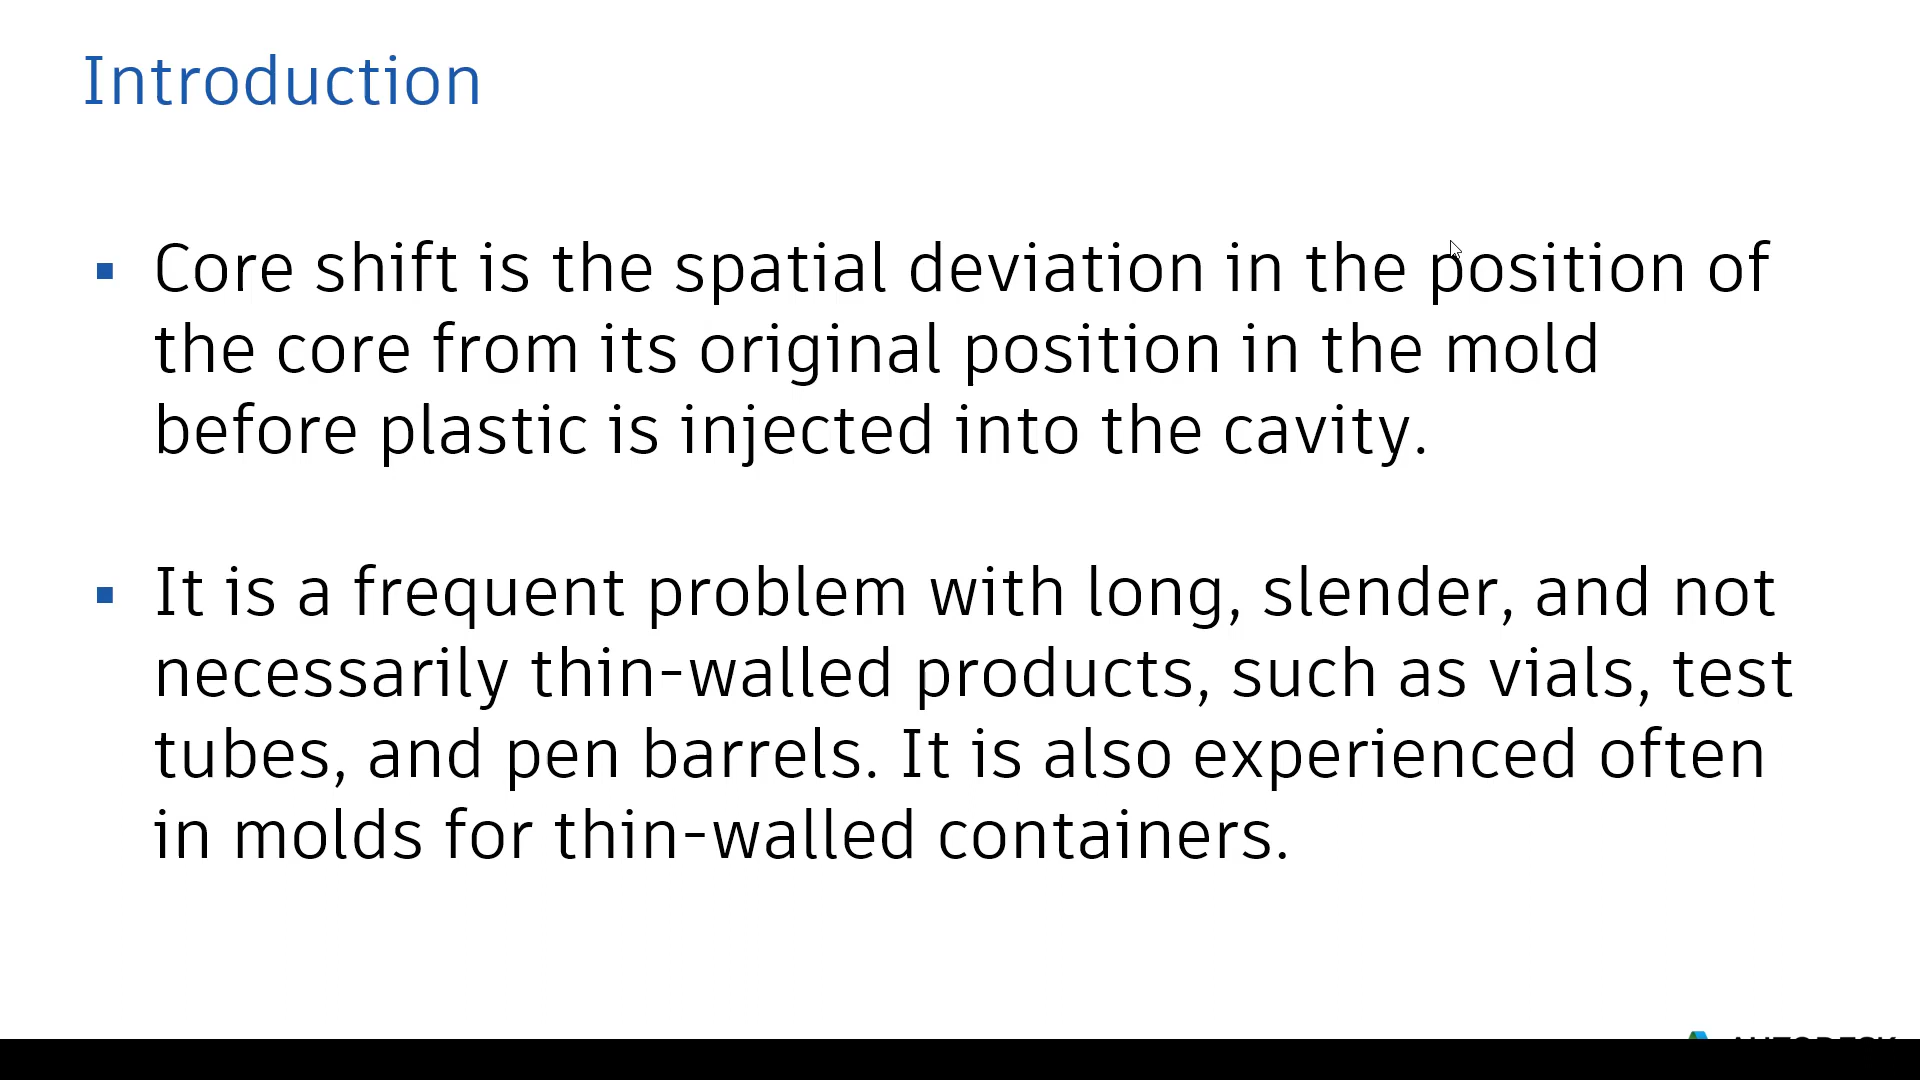 Introduction
▪ Core shift is the spatial deviation in the position of
the core from its original position in the mold
before plastic is injected into the cavity.
▪ It is a frequent problem with long, slender, and not
necessarily thin-walled products, such as vials, test
tubes, and pen barrels. It is also experienced often
in molds for thin-walled containers.